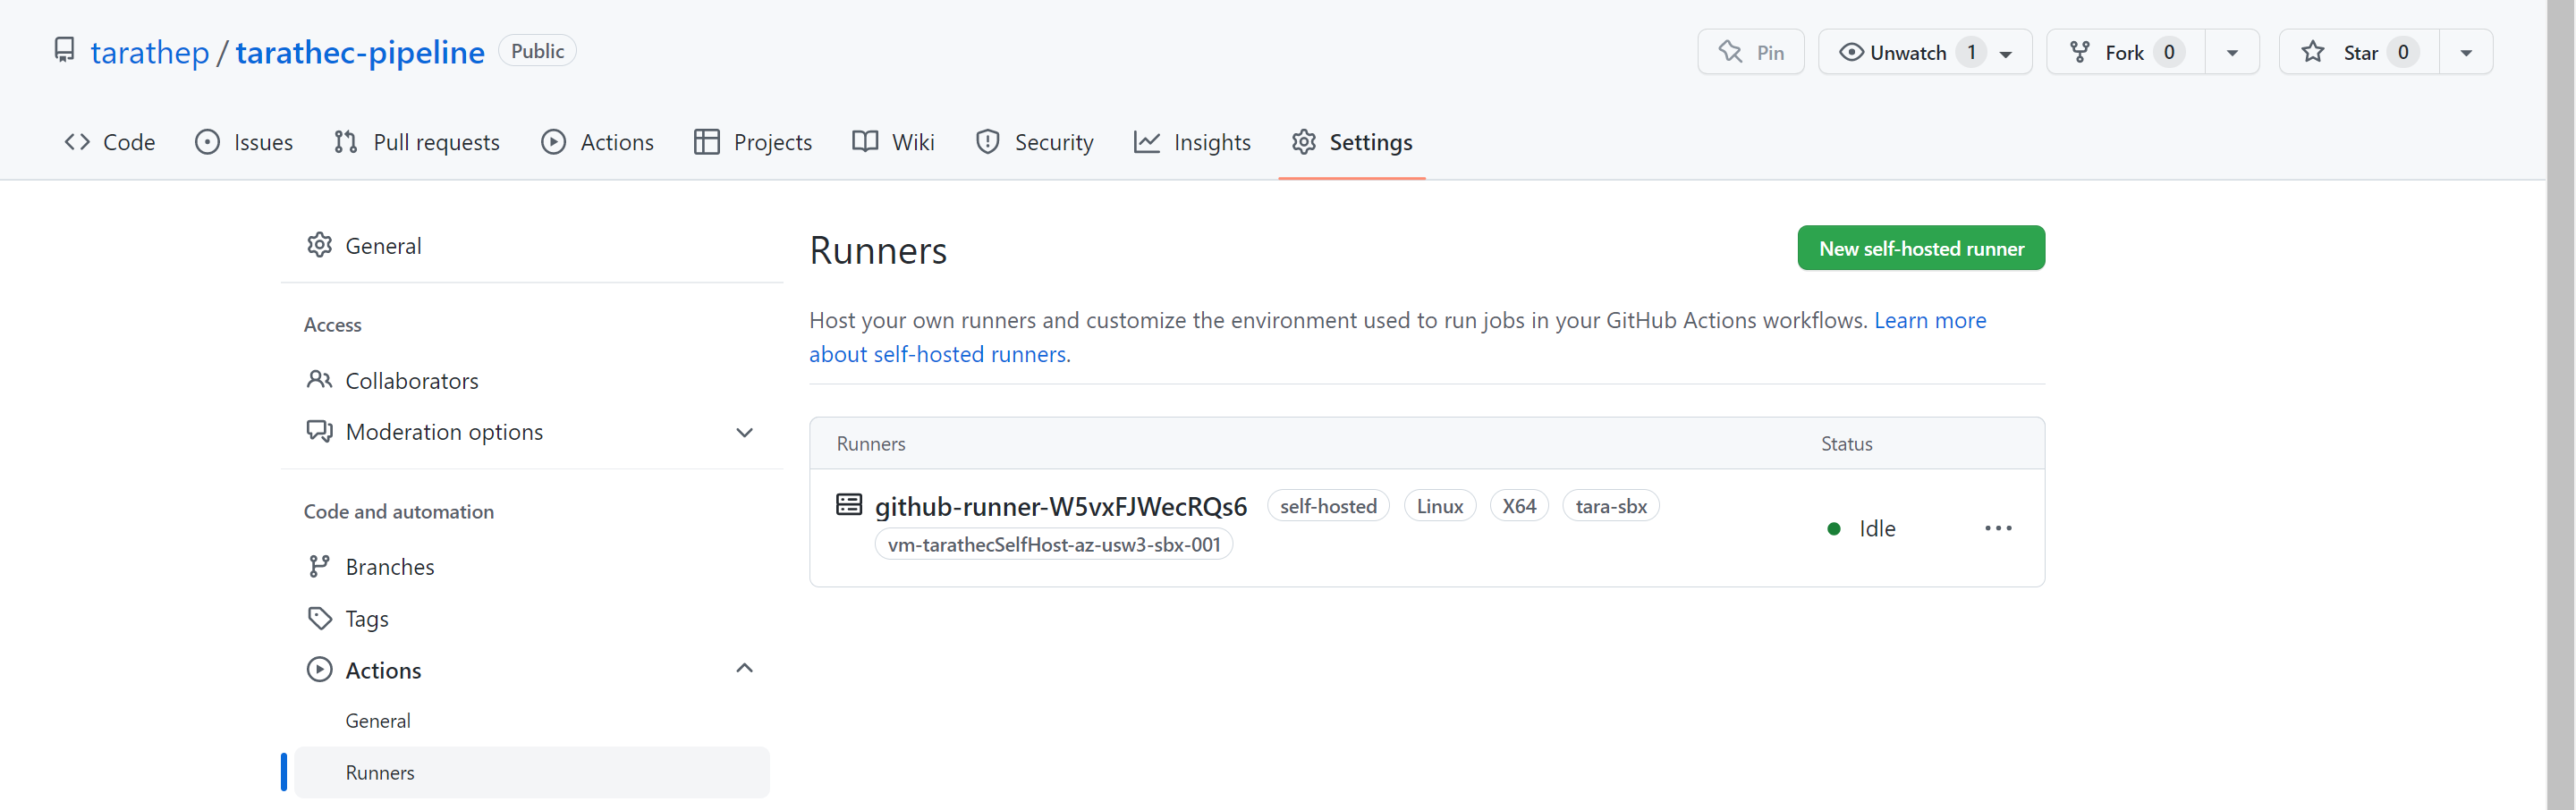 tarathep / tarathec-pipeline Public Pin Unwatch 1 Fork 0 Star 0
Code Issues Pull requests Actions Projects Wiki Security Insights Settings
General
Access
Collaborators
Moderation options
Code and automation
Branches
Tags
Actions
General
Runners
Runners New self-hosted runner
Host your own runners and customize the environment used to run jobs in your GitHub Actions workflows. Learn more
about self-hosted runners.
Runners Status
github-runner-W5vxFJWecRQs6 self-hosted Linux X64 tara-sbx
vm-tarathecSelfHost-az-usw3-sbx-001
Idle